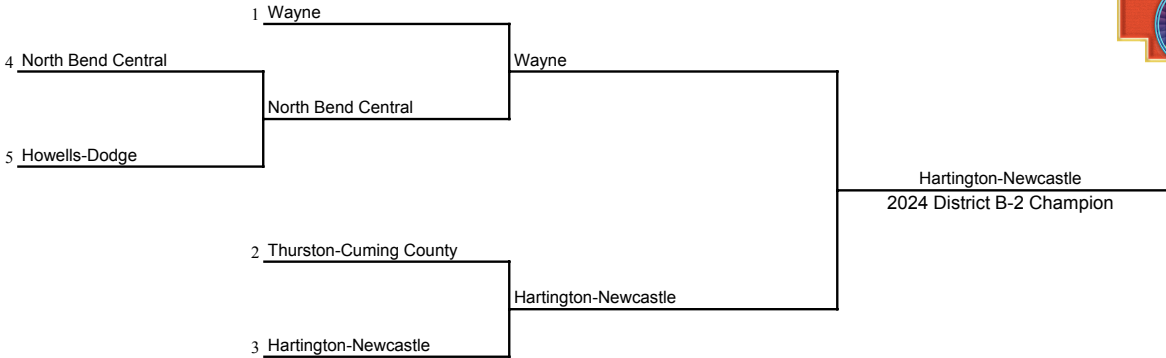 1 Wayne
4 North Bend Central
Wayne
North Bend Central
5 Howells-Dodge
Hartington-Newcastle
2024 District B-2 Champion
2 Thurston-Cuming County
Hartington-Newcastle
3 Hartington-Newcastle